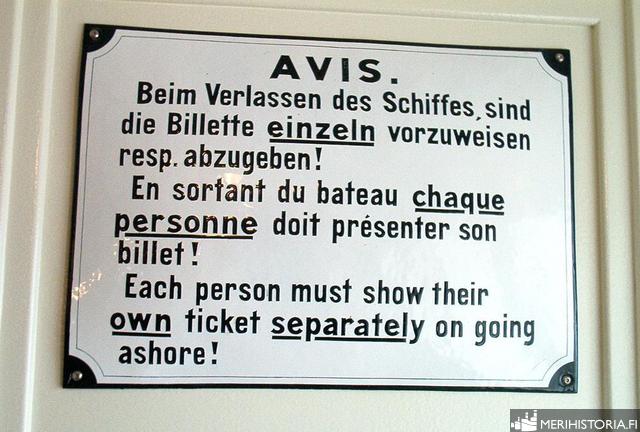 AVIS.
Beim Verlassen des Schiffes, sind
die Billette einzeln vorzuweisen
resp. abzugeben!
En sortant du bateau chaque
personne doit présenter son
billet!
Each person must show their
own ticket separately on going
ashore!
MERIHISTORIA.FI